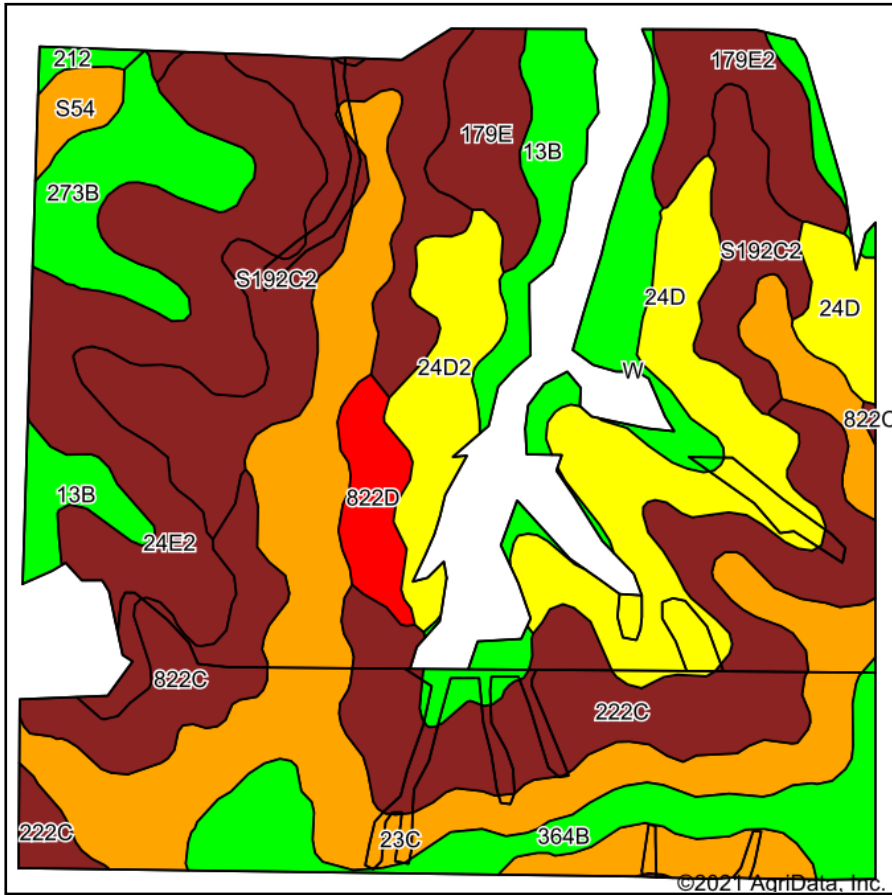 212
179E2
S54
179E
13B
273B
S192C2
S192C2
24D
24D
24D2
W
822C
13B
822D
24E2
822C
222C
222C
23C
364B
©2021 AgriData, Inc.